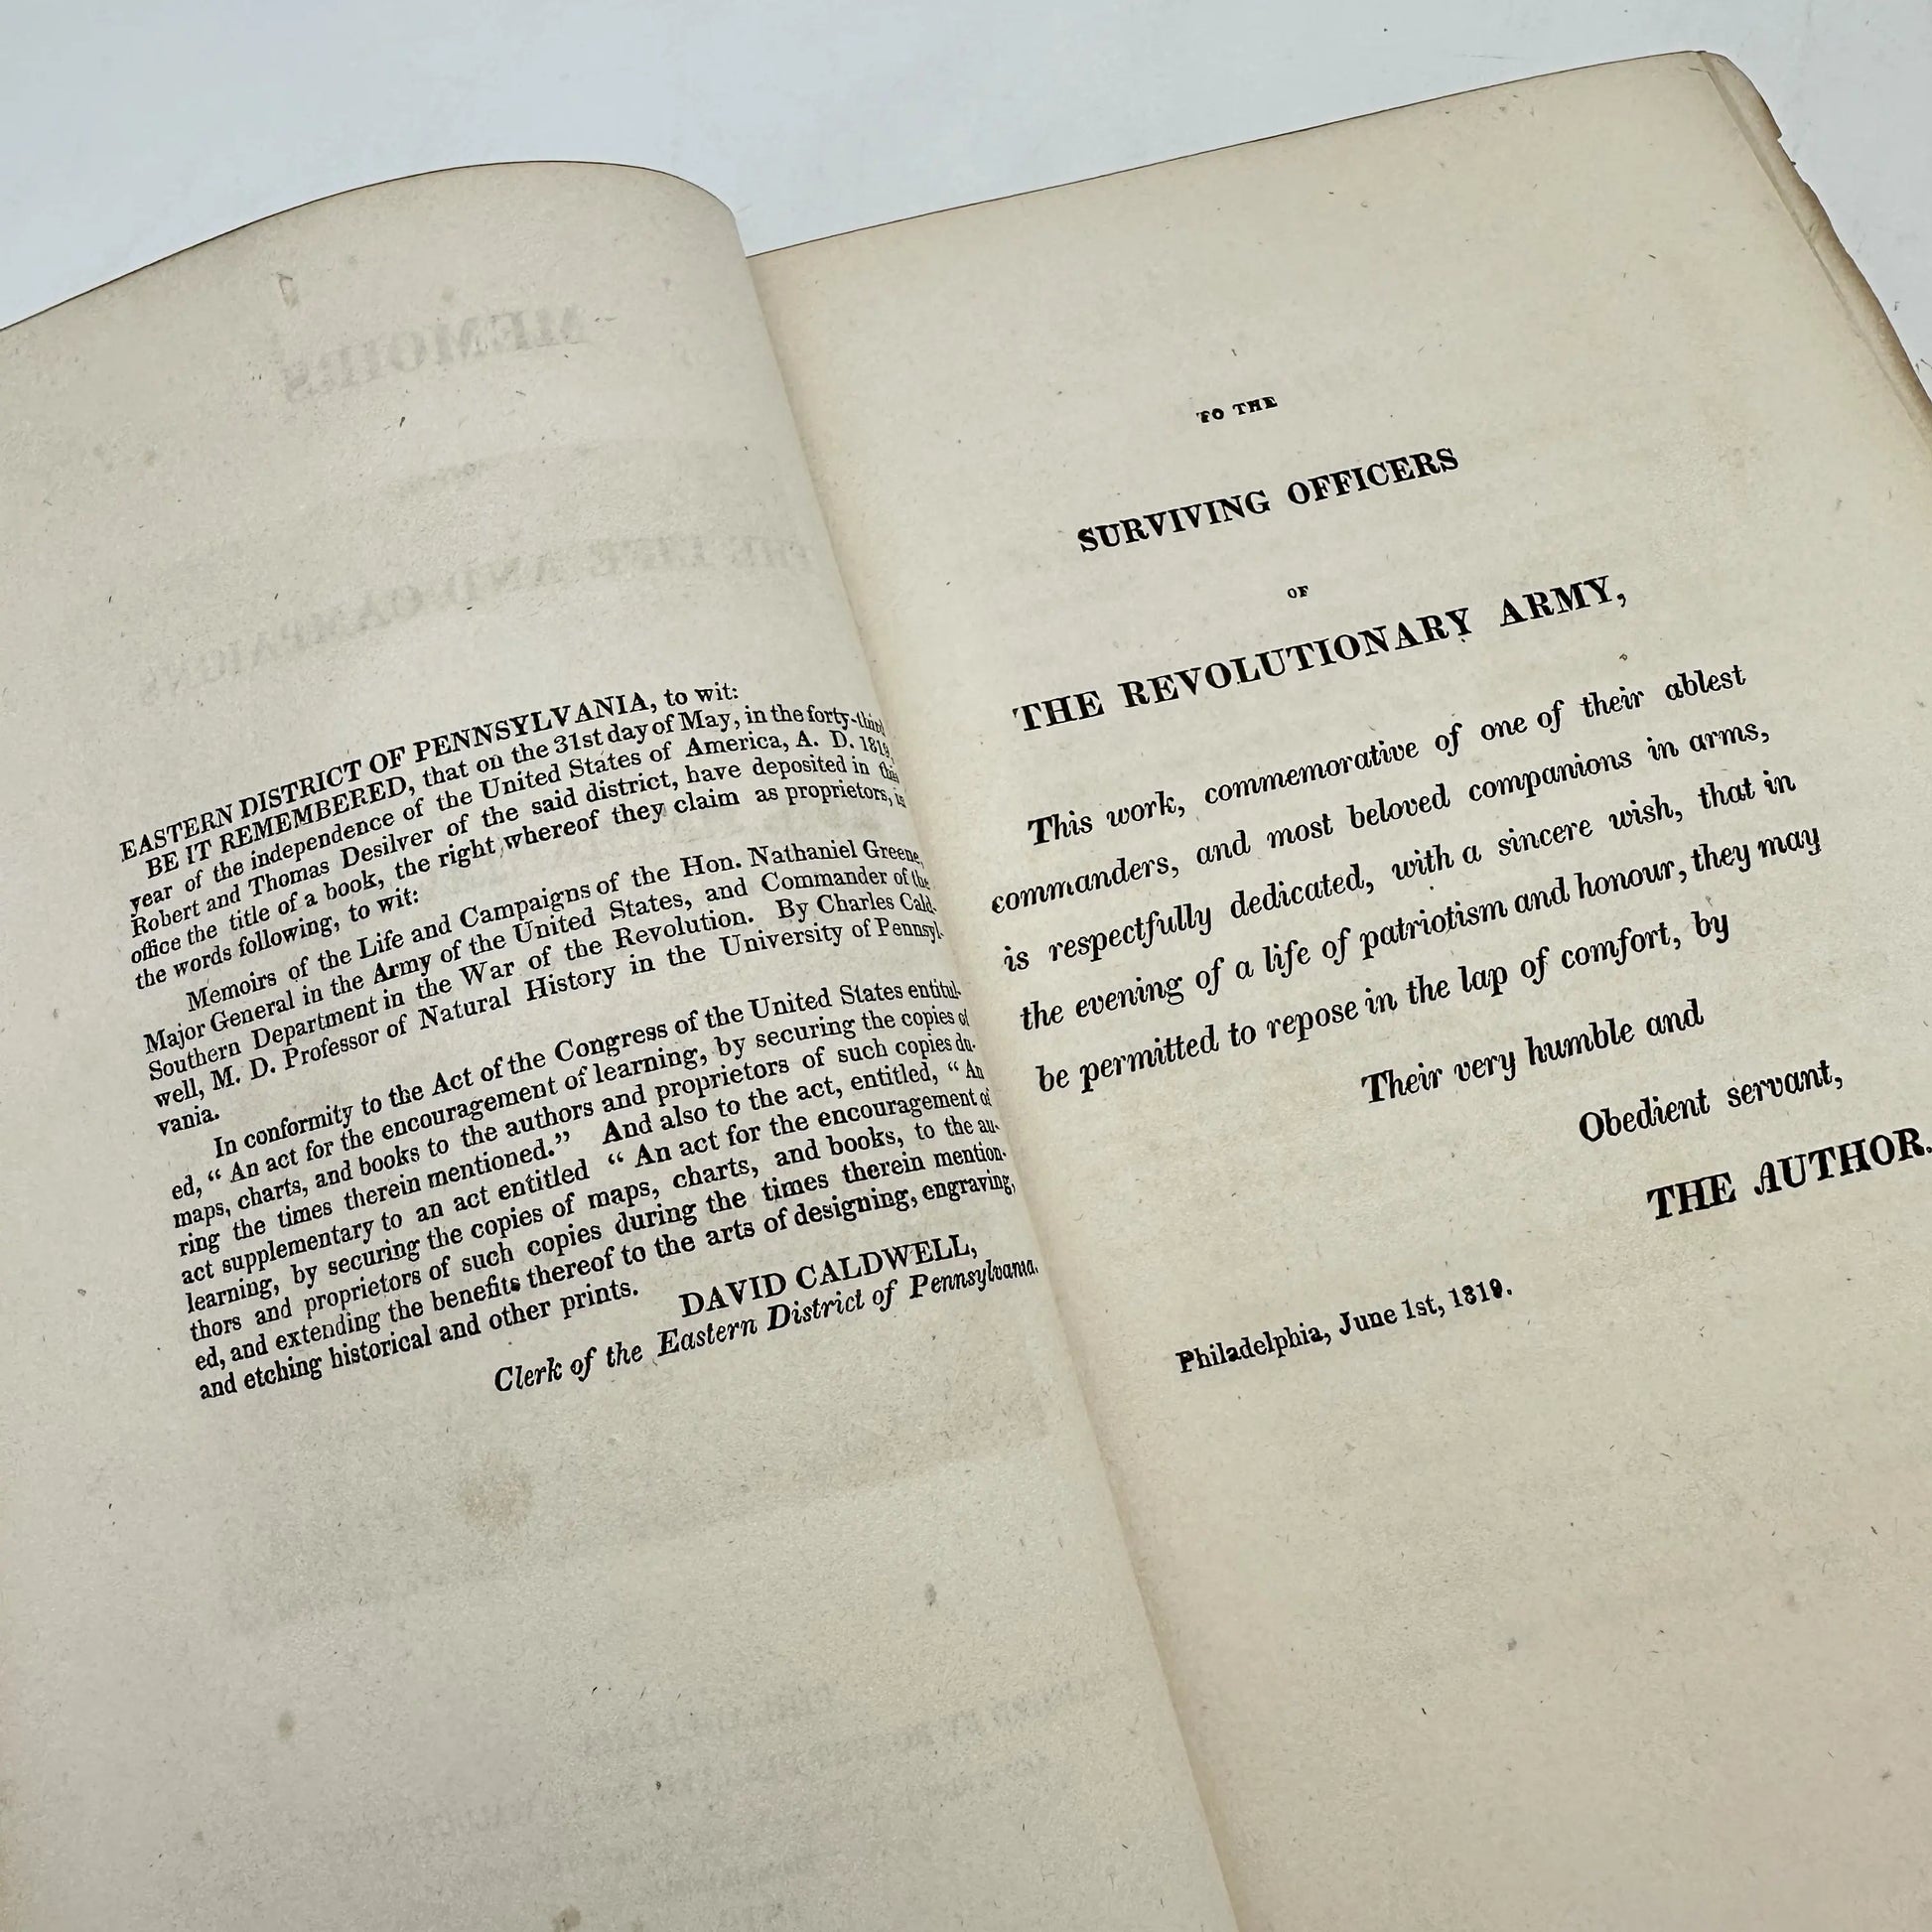 EASTERN DISTRICT OF PENNSYLVANIA, to wit:
BE IT REMEMBERED, that on the 31st day of May, in the forty-third
year of the independence of the United States of America, A. D. 1819,
Robert and Thomas Desilver of the said district, have deposited in this
office the title of a book, the right whereof they claim as proprietors, in
the words following, to wit:
Memoirs of the Life and Campaigns of the Hon. Nathaniel Greene,
Major General in the Army of the United States, and Commander of the
Southern Department in the War of the Revolution. By Charles Cald-
well, M. D. Professor of Natural History in the University of Pennsyl-
vania.
In conformity to the Act of the Congress of the United States entitul-
ed, “ An act for the encouragement of learning, by securing the copies of
maps, charts, and books to the authors and proprietors of such copies du-
ring the times therein mentioned.” And also to the act, entitled, “ An
act supplementary to an act entitled “ An act for the encouragement of
learning, by securing the copies of maps, charts, and books, to the au-
thors and proprietors of such copies during the times therein mention-
ed, and extending the benefits thereof to the arts of designing, engraving,
and etching historical and other prints.
DAVID CALDWELL,
Clerk of the Eastern District of Pennsylvania.
TO THE
SURVIVING OFFICERS
OF
THE REVOLUTIONARY ARMY,
This work, commemorative of one of their ablest
commanders, and most beloved companions in arms,
is respectfully dedicated, with a sincere wish, that in
the evening of a life of patriotism and honour, they may
be permitted to repose in the lap of comfort, by
Their very humble and
Obedient servant,
THE AUTHOR.
Philadelphia, June 1st, 1819.